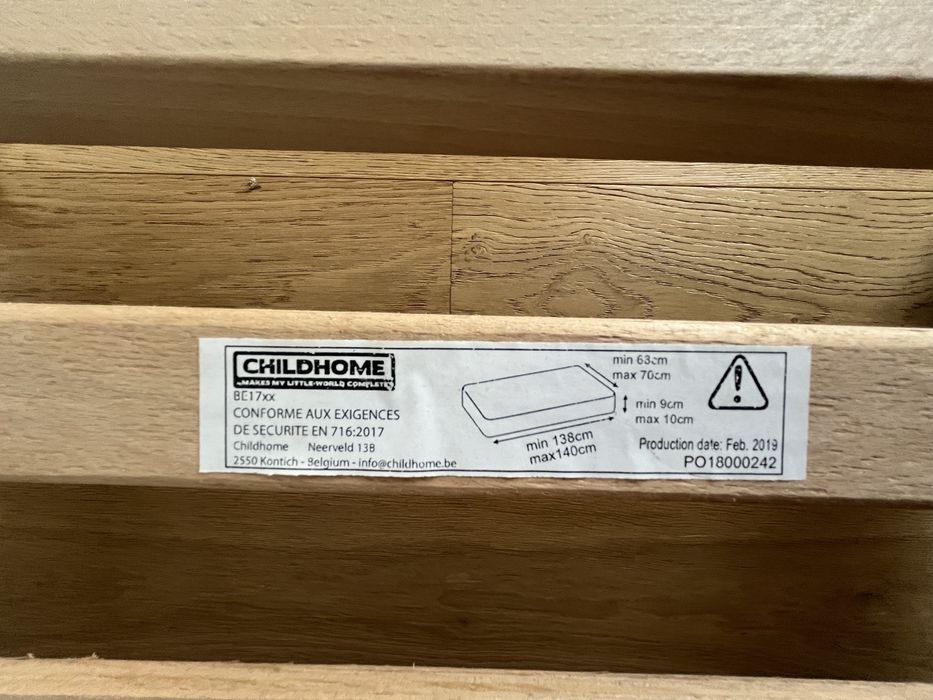 CHILDHOME
MAKES MY LITTLE WORLD COMPLETE
BE17xx
CONFORME AUX EXIGENCES
DE SECURITE EN 716:2017
Childhome Neerveld 13B
2550 Kontich - Belgium - info@childhome.be
min 63cm
max 70cm
min 9cm
max 10cm
min 138cm
max140cm
Production date: Feb. 2019
PO18000242